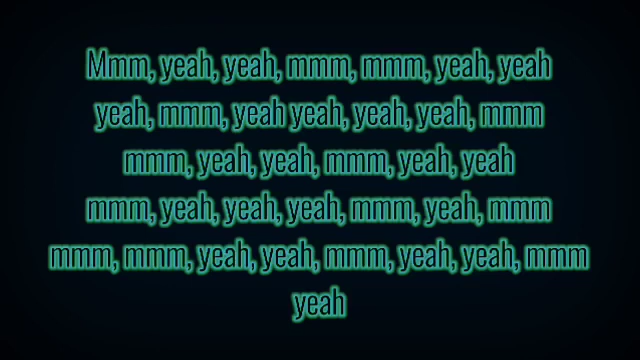 Mmm, yeah, yeah, mmm, mmm, yeah, yeah
yeah, mmm, yeah yeah, yeah, yeah, mmm
mmm, yeah, yeah, mmm, yeah, yeah
mmm, yeah, yeah, yeah, mmm, yeah, mmm
mmm, mmm, yeah, yeah, mmm, yeah, yeah, mmm
yeah